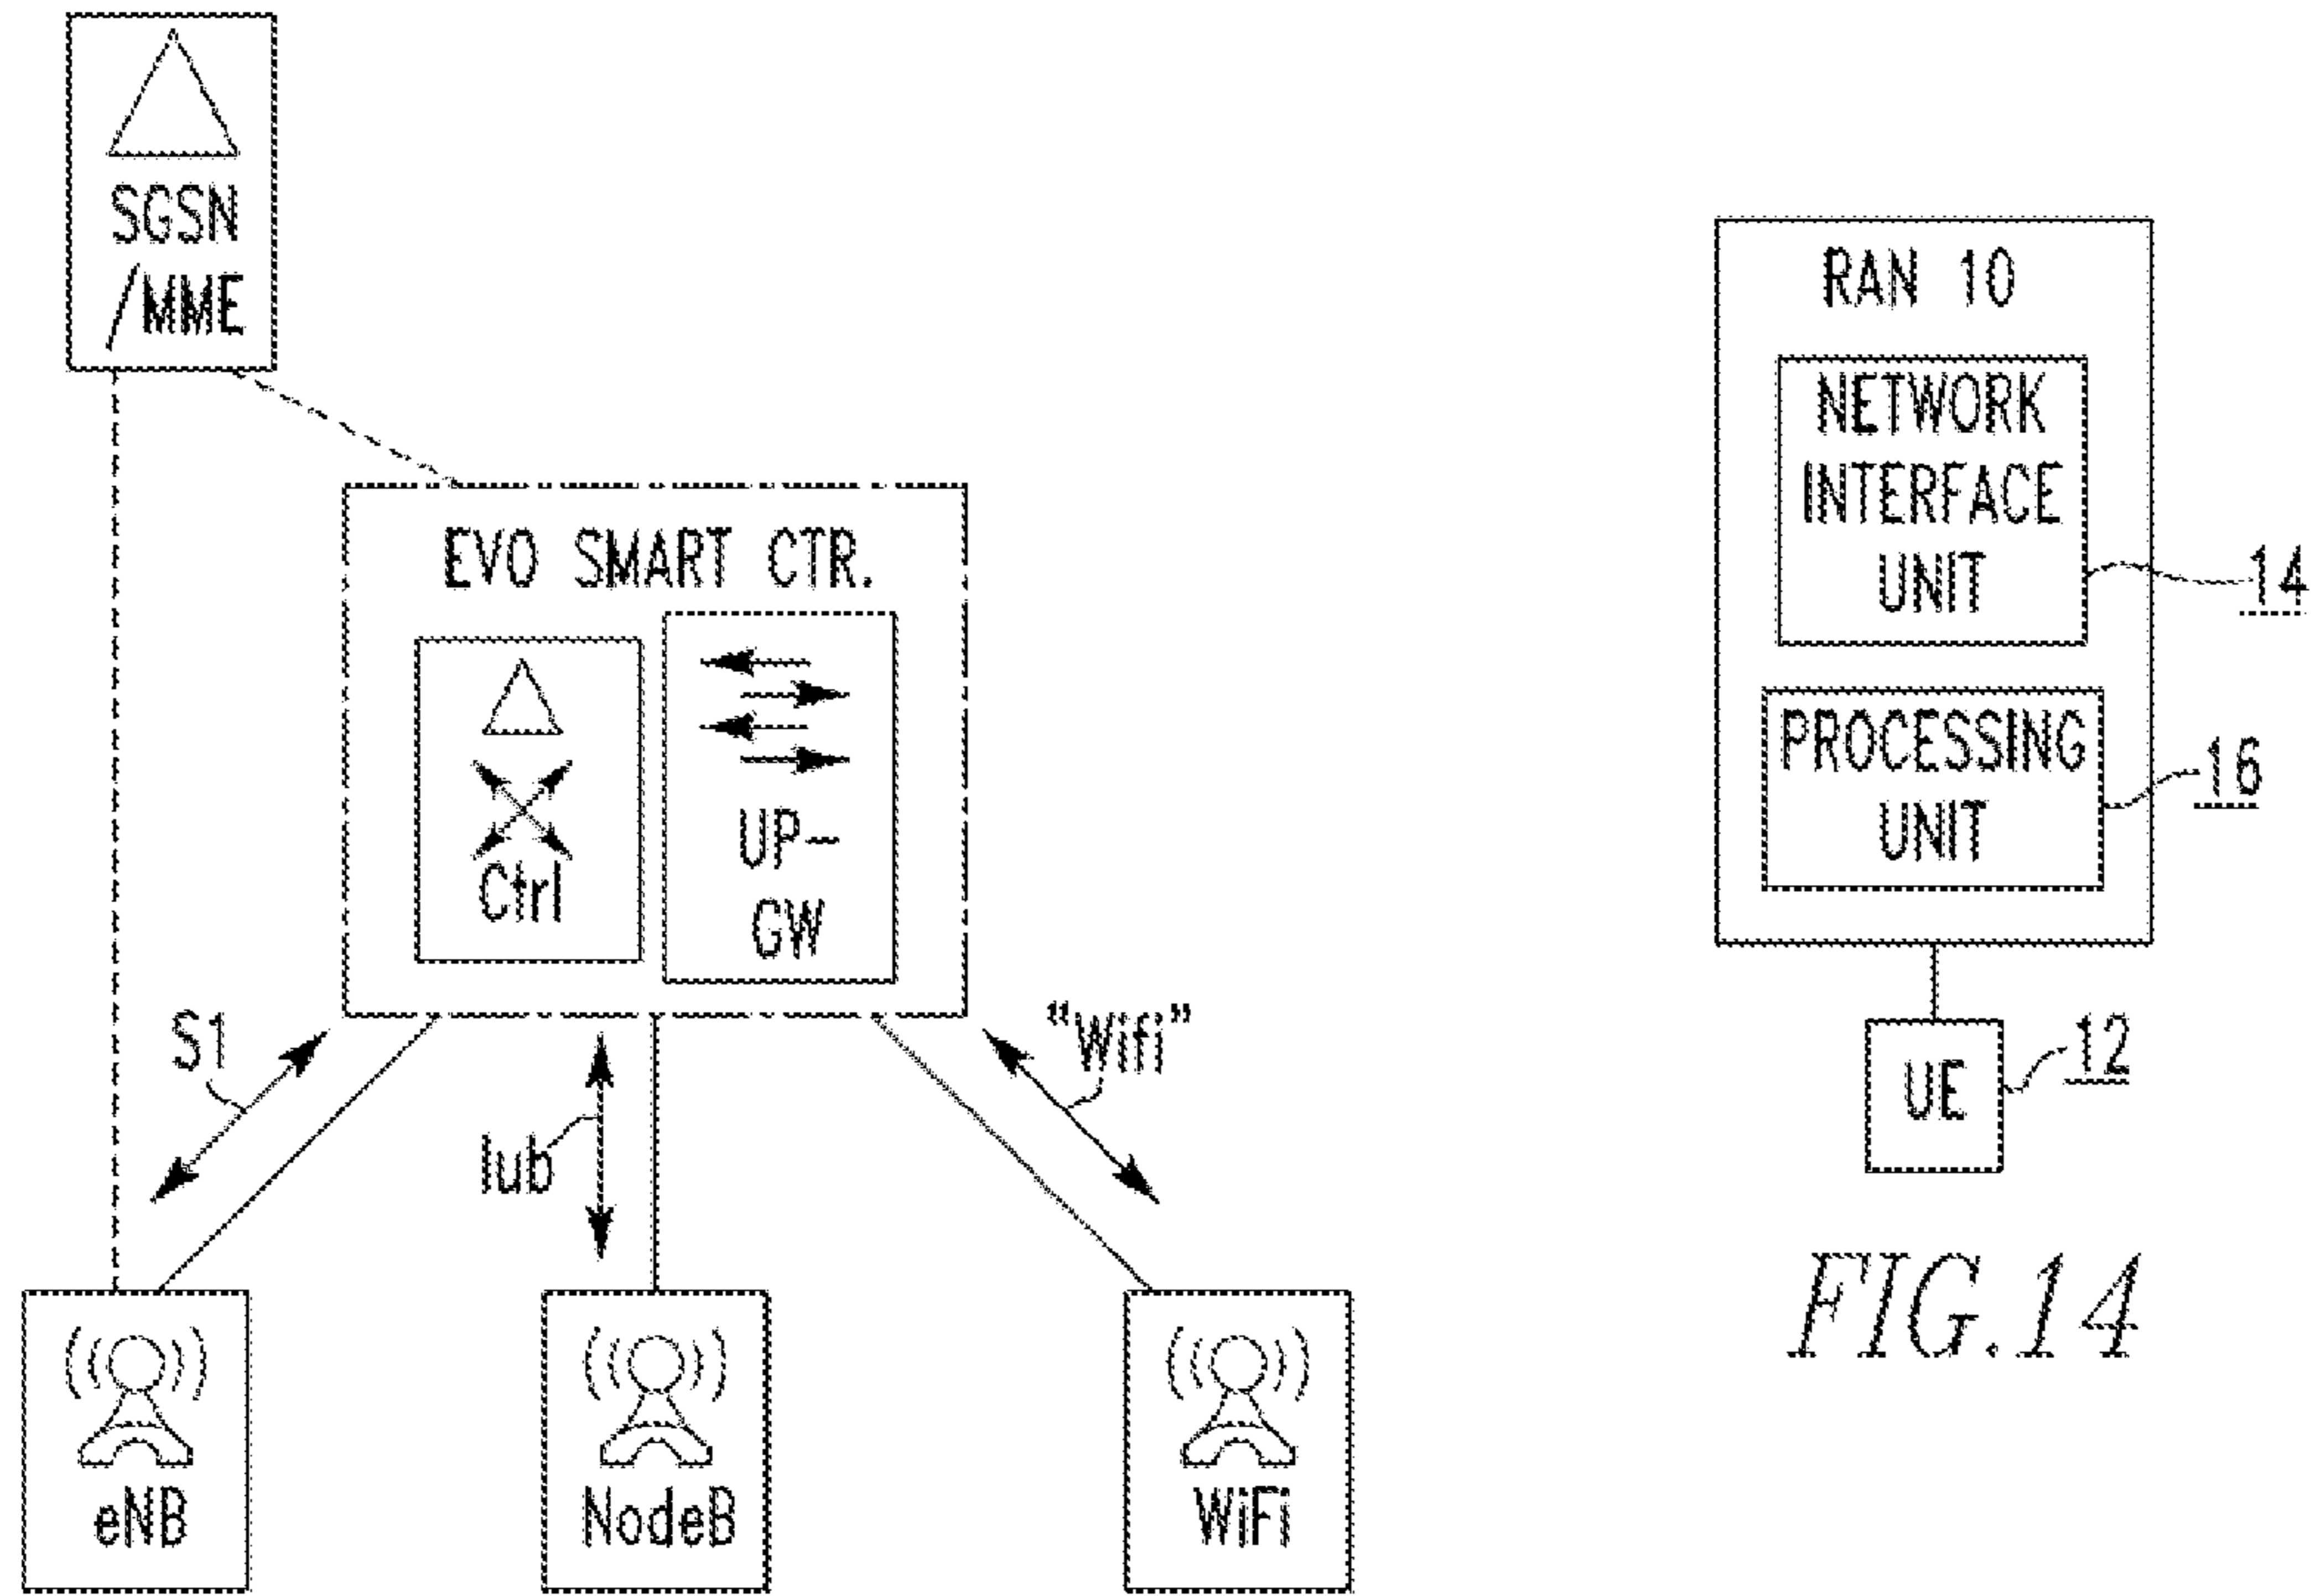 SGSN
/MME
EVO SMART CTR.
Ctrl
UP-
GW
S1
Iub
"Wifi"
eNB
NodeB
WiFi
RAN 10
NETWORK
INTERFACE
UNIT
14
PROCESSING
UNIT
16
UE
12
FIG.14